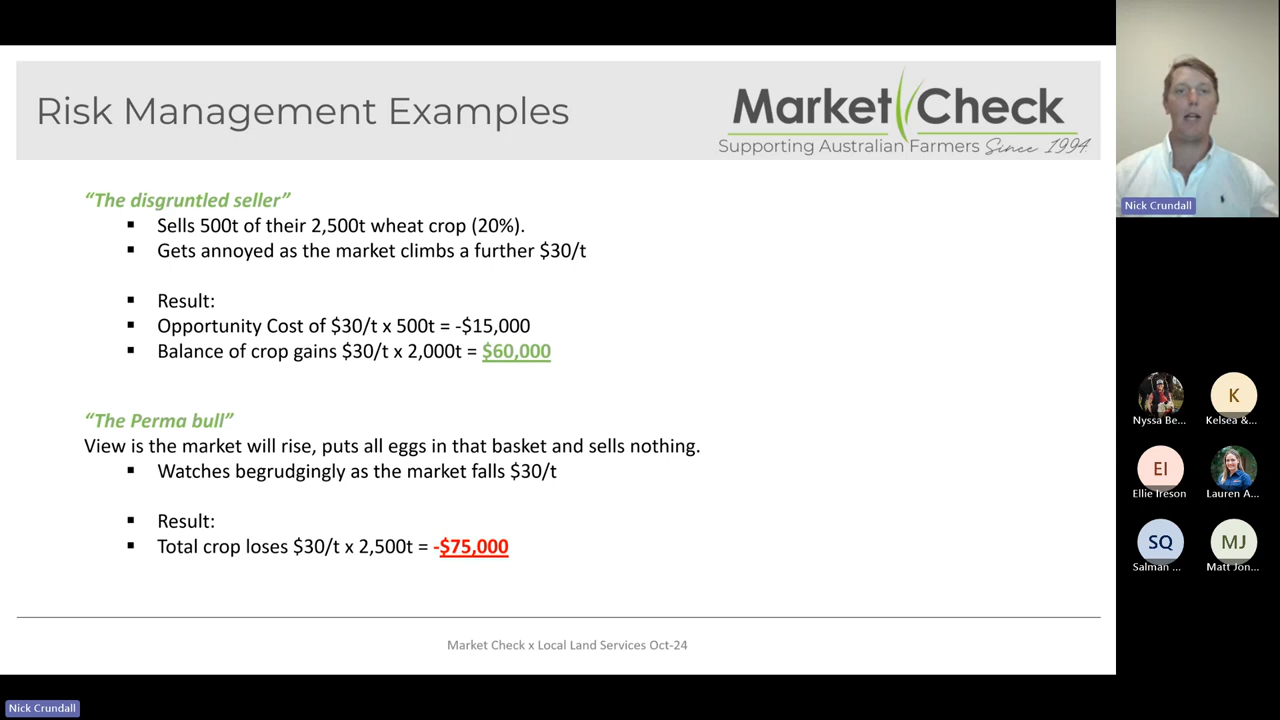 Risk Management Examples
Market Check
Supporting Australian Farmers Since 1994
“The disgruntled seller”
▪ Sells 500t of their 2,500t wheat crop (20%).
▪ Gets annoyed as the market climbs a further $30/t
▪ Result:
▪ Opportunity Cost of $30/t x 500t = -$15,000
▪ Balance of crop gains $30/t x 2,000t = $60,000
“The Perma bull”
View is the market will rise, puts all eggs in that basket and sells nothing.
▪ Watches begrudgingly as the market falls $30/t
▪ Result:
▪ Total crop loses $30/t x 2,500t = -$75,000
Market Check x Local Land Services Oct-24
Nick Crundall
Nyssa Be...
K
Kelsea &...
EI
Ellie Ireson
Lauren A...
SQ
Salman ...
MJ
Matt Jon...
Nick Crundall